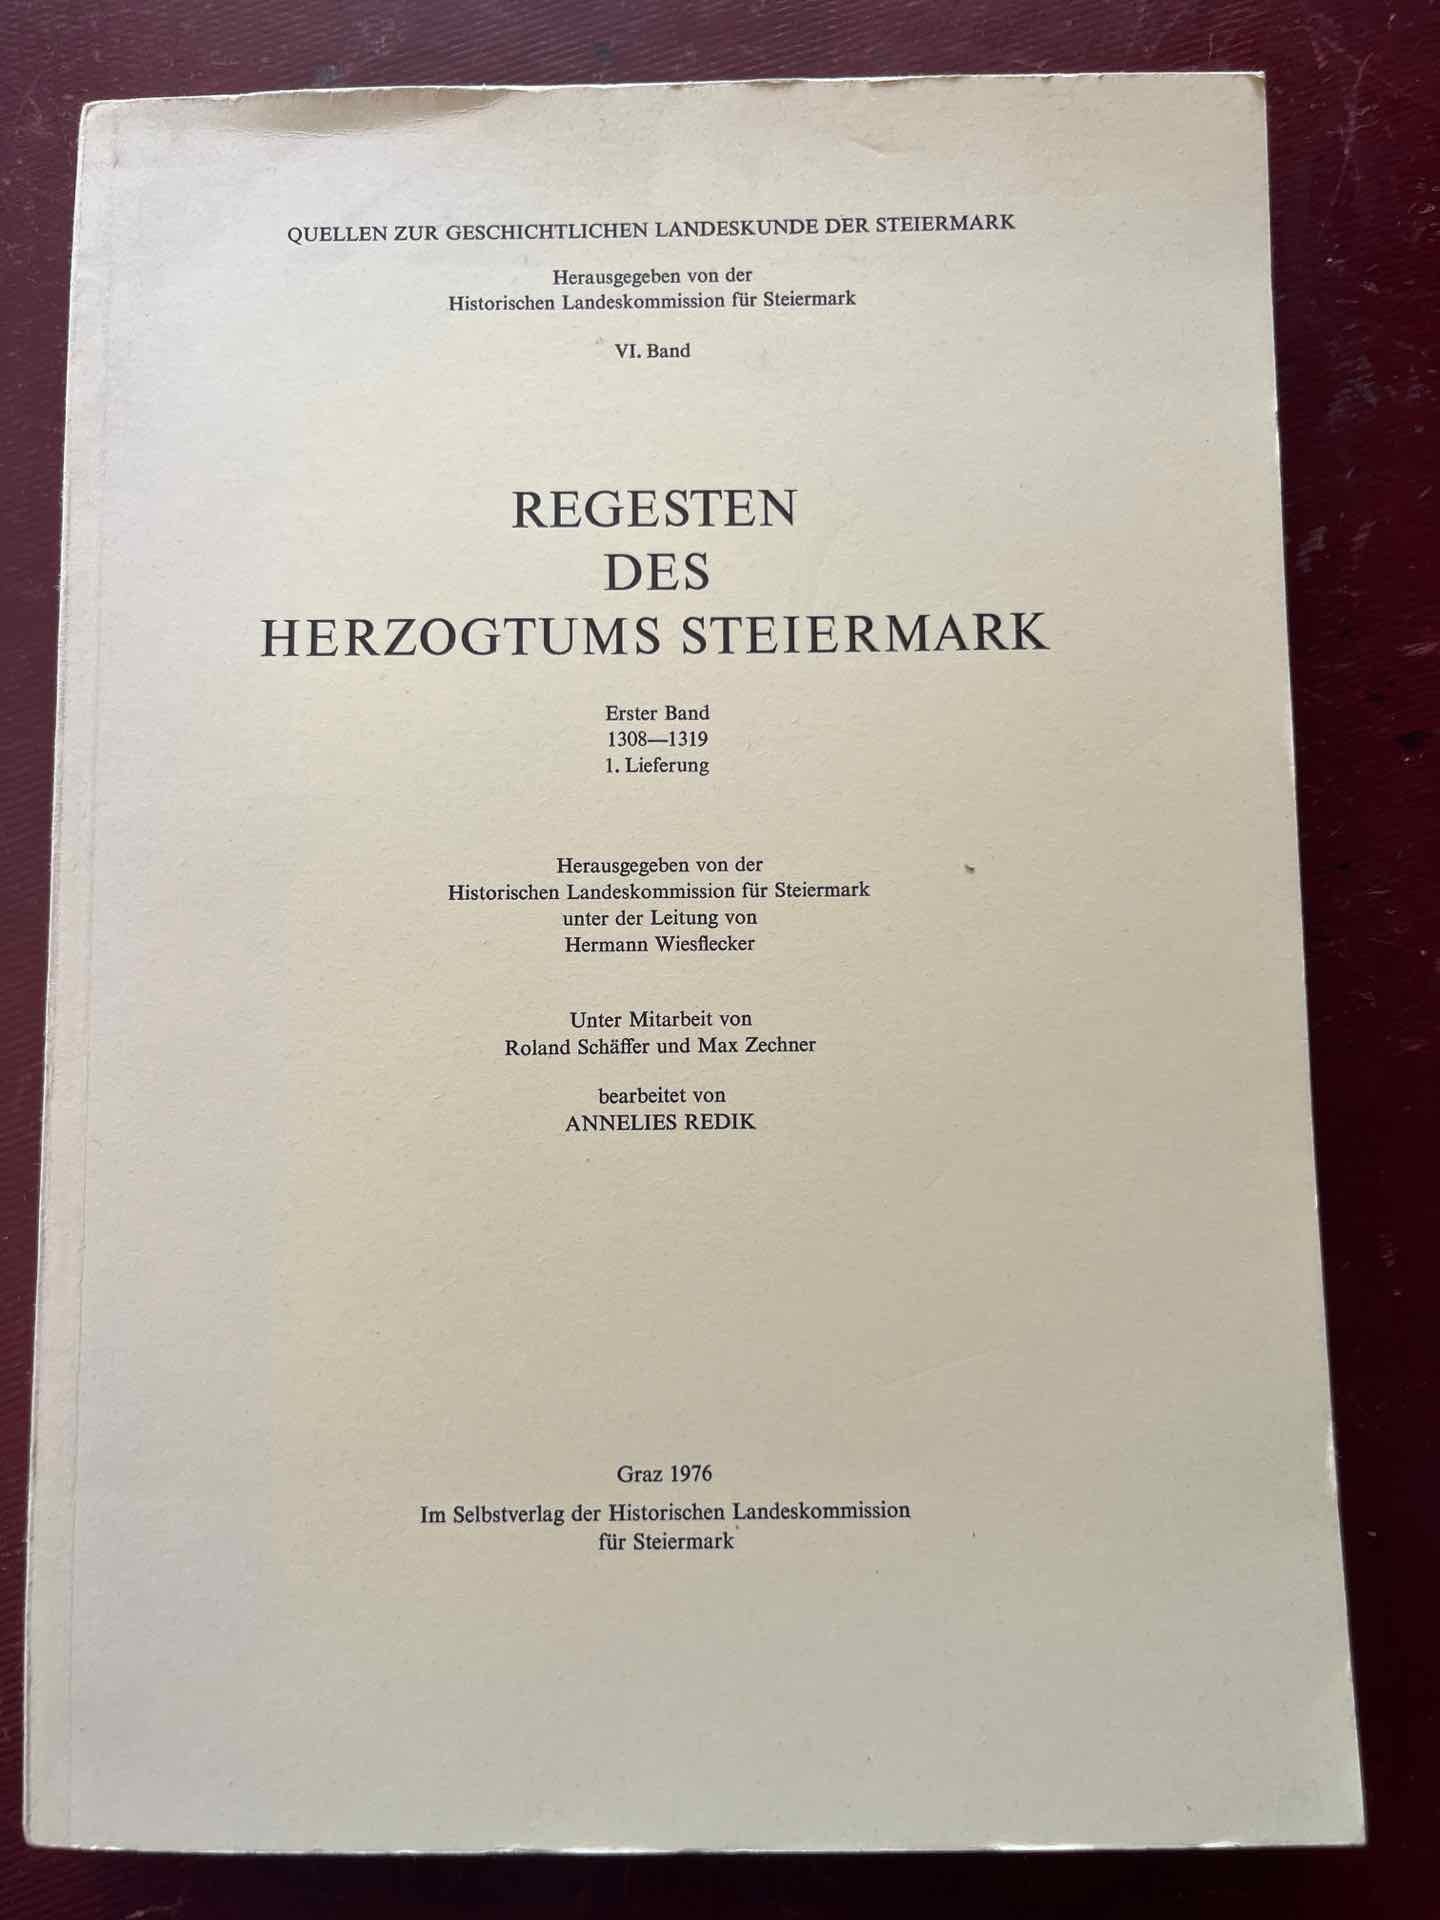 QUELLEN ZUR GESCHICHTLICHEN LANDESKUNDE DER STEIERMARK
Herausgegeben von der
Historischen Landeskommission für Steiermark
VI. Band
REGESTEN
DES
HERZOGTUMS STEIERMARK
Erster Band
1308—1319
1. Lieferung
Herausgegeben von der
Historischen Landeskommission für Steiermark
unter der Leitung von
Hermann Wiesflecker
Unter Mitarbeit von
Roland Schäffer und Max Zechner
bearbeitet von
ANNELIES REDIK
Graz 1976
Im Selbstverlag der Historischen Landeskommission
für Steiermark